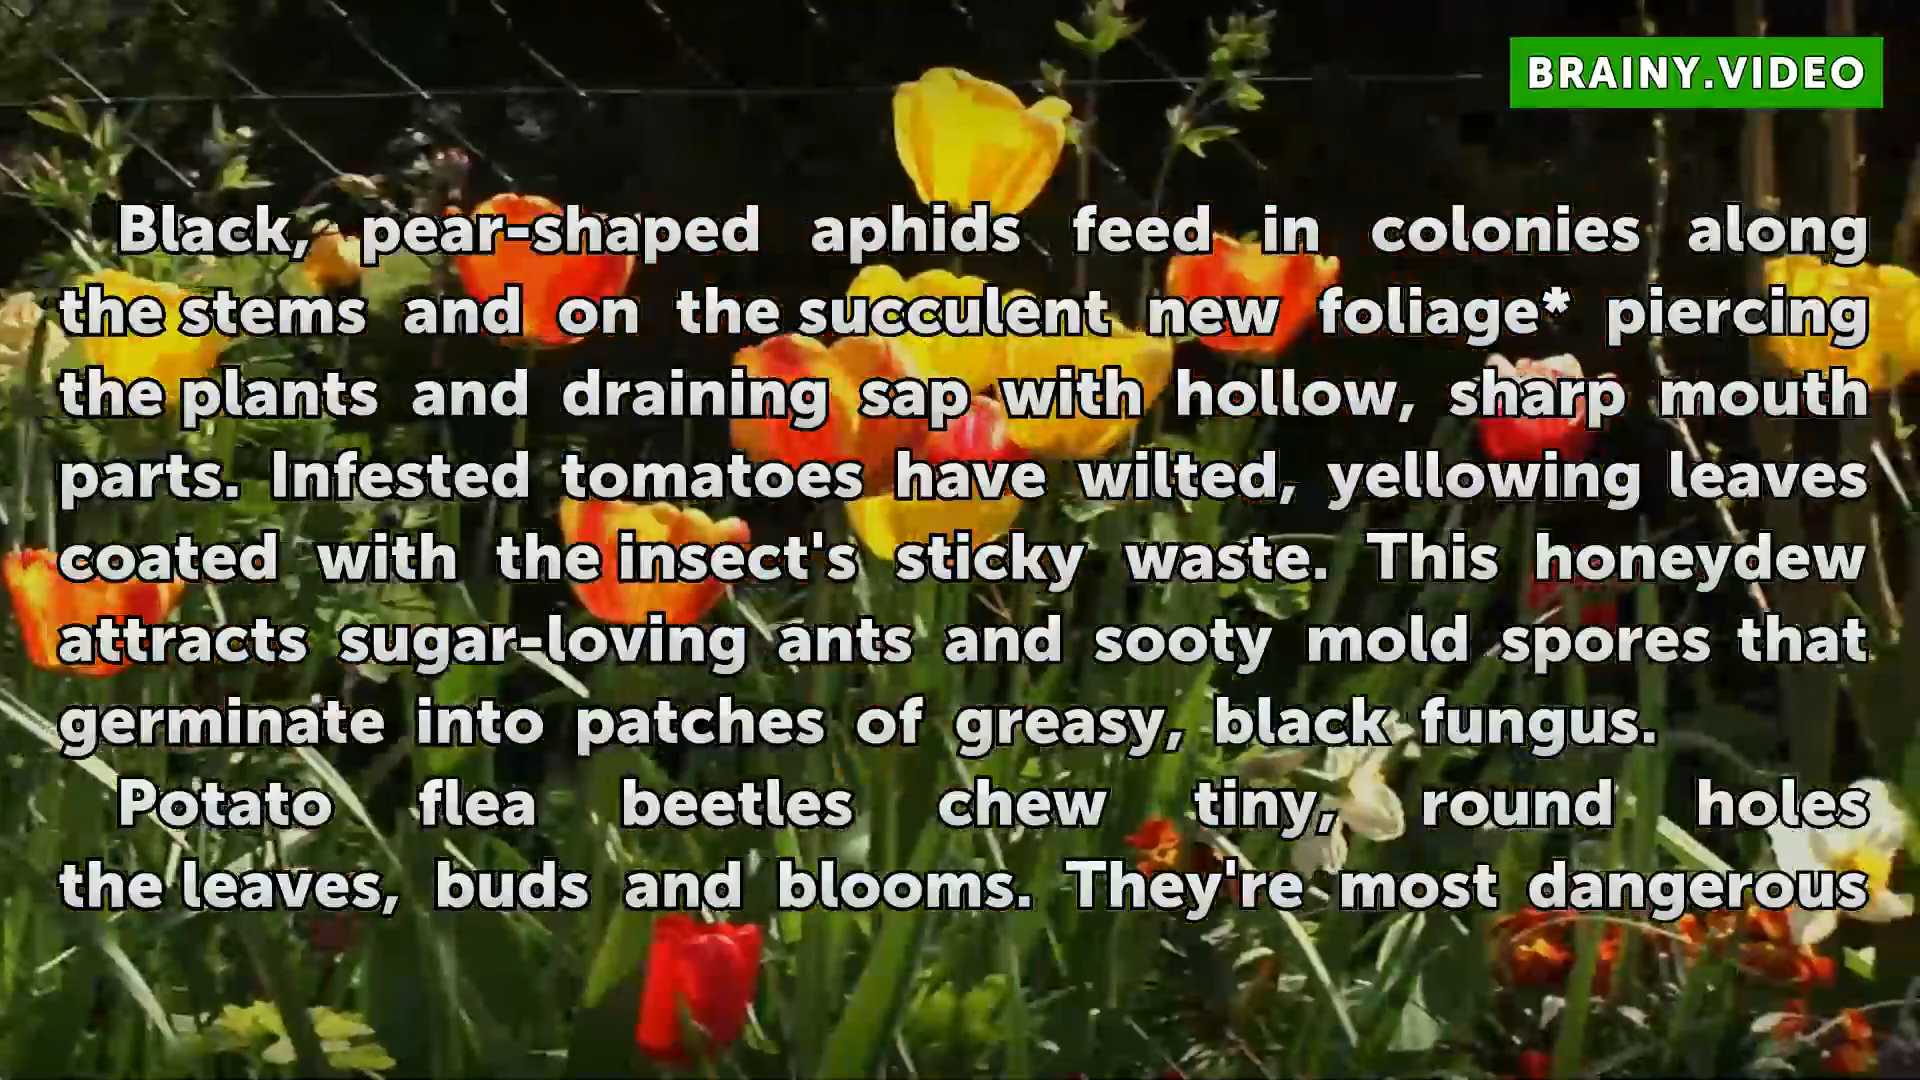 BRAINY.VIDEO
Black, pear-shaped aphids feed in colonies along
the stems and on the succulent new foliage* piercing
the plants and draining sap with hollow, sharp mouth
parts. Infested tomatoes have wilted, yellowing leaves
coated with the insect's sticky waste. This honeydew
attracts sugar-loving ants and sooty mold spores that
germinate into patches of greasy, black fungus.
Potato flea beetles chew tiny, round holes
the leaves, buds and blooms. They're most dangerous